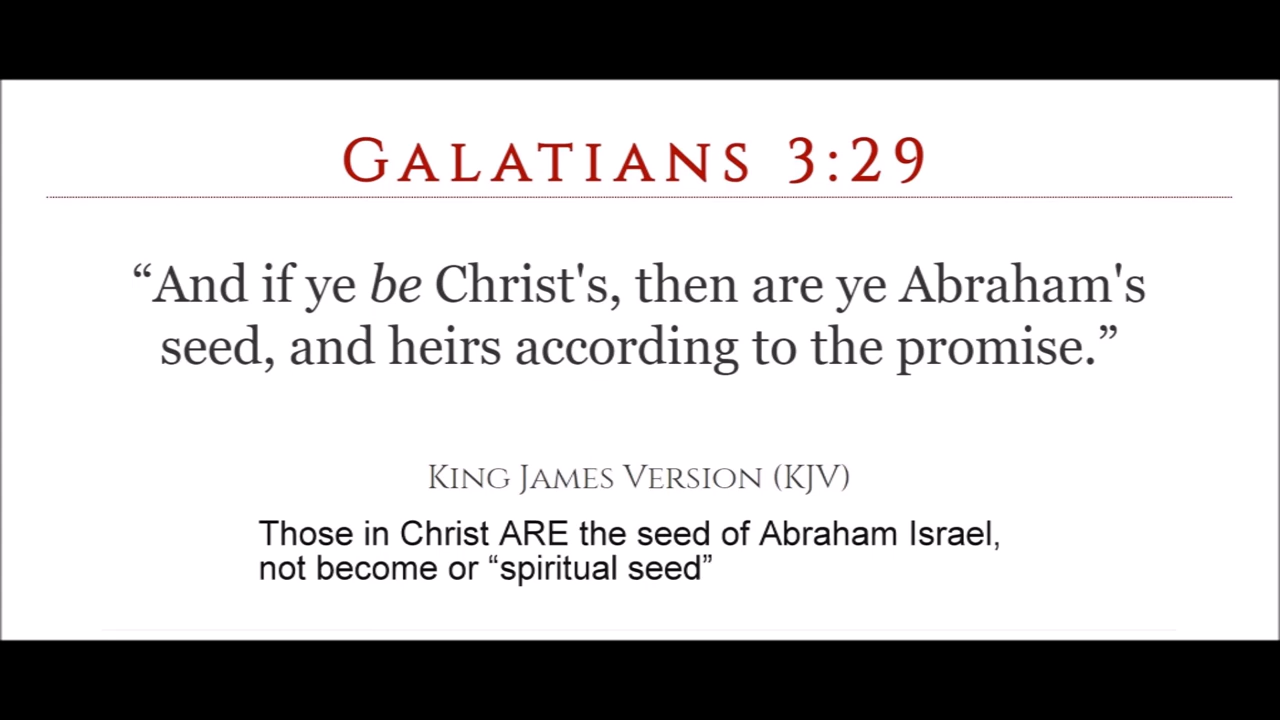 GALATIANS 3:29
“And if ye be Christ's, then are ye Abraham's
seed, and heirs according to the promise.”
KING JAMES VERSION (KJV)
Those in Christ ARE the seed of Abraham Israel,
not become or “spiritual seed”